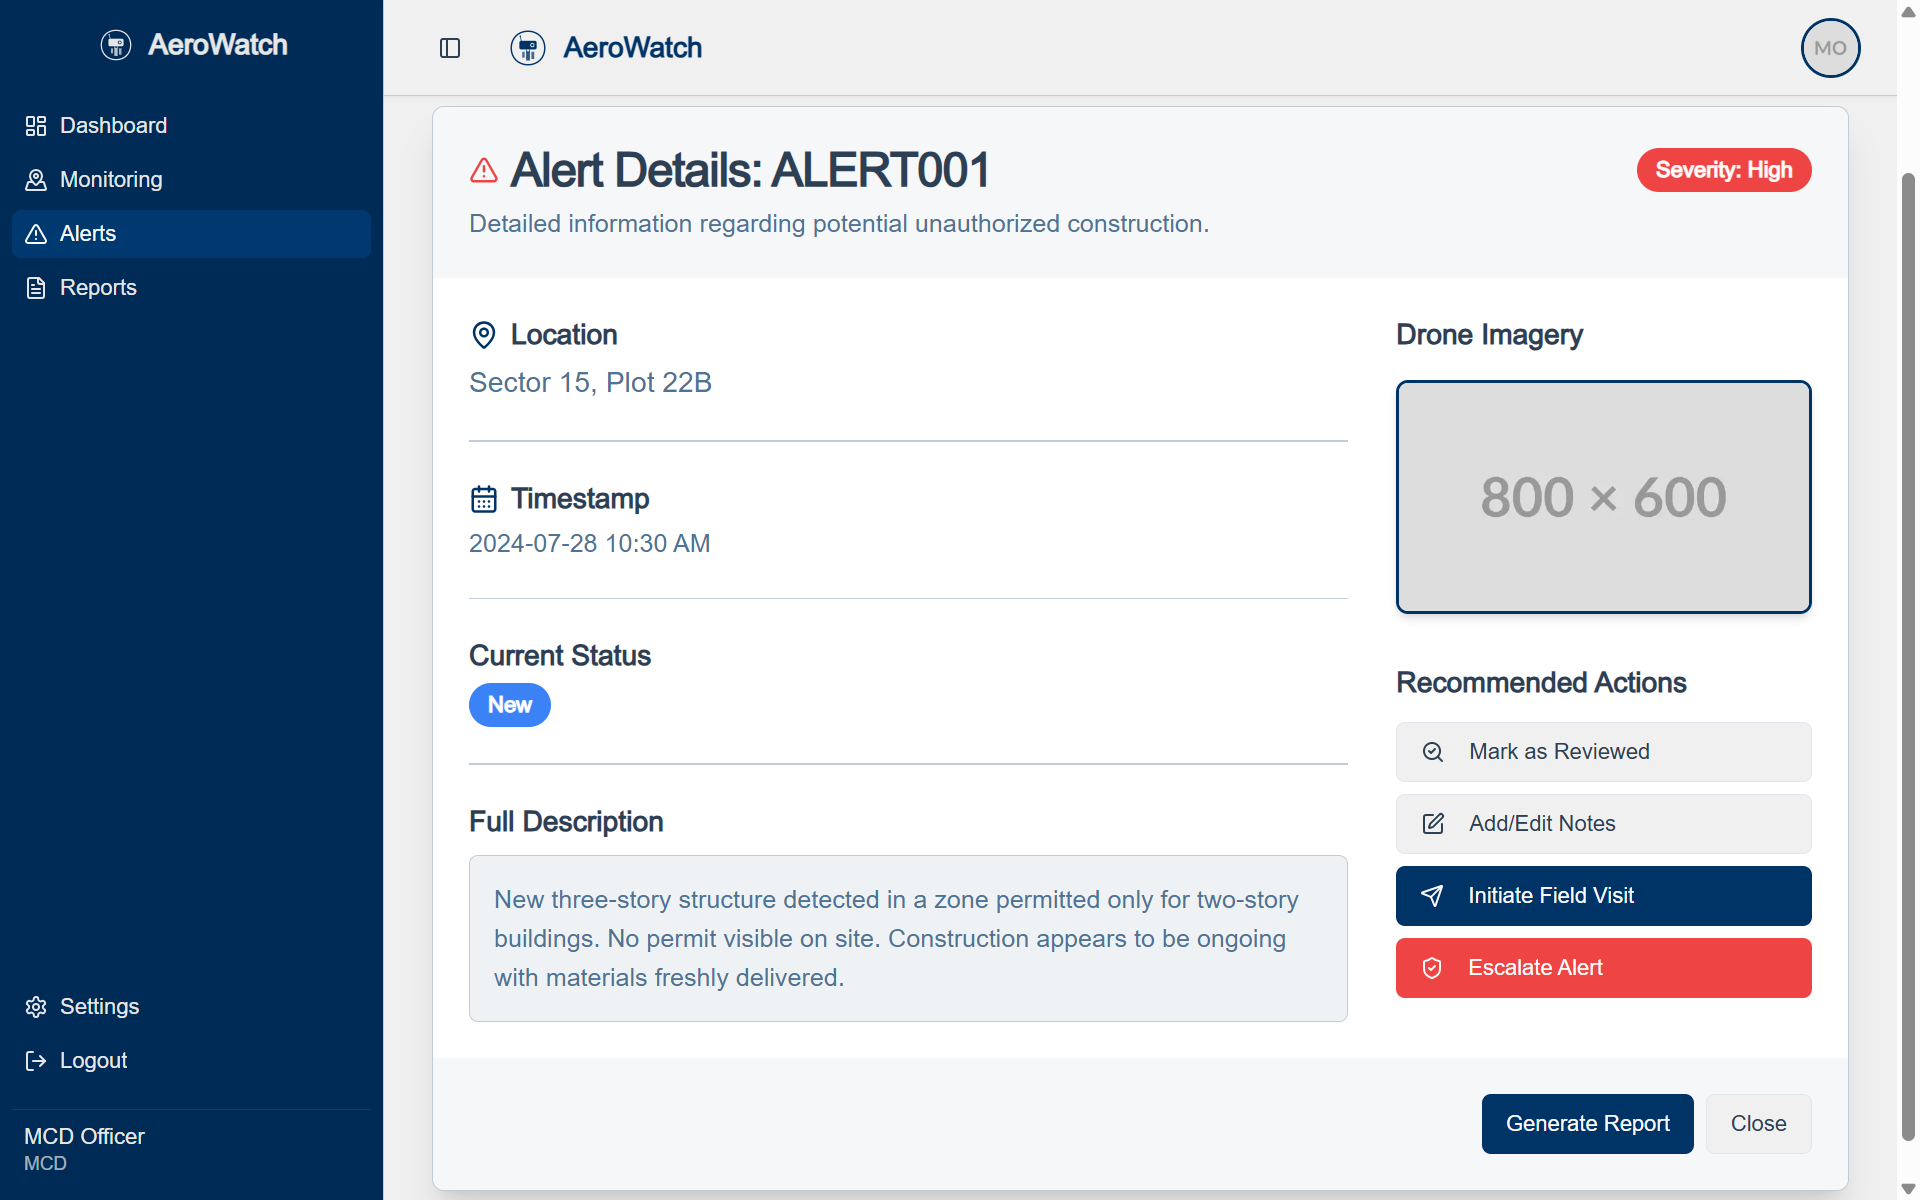 AeroWatch
Dashboard
Monitoring
Alerts
Reports
Settings
Logout
MCD Officer
MCD
AeroWatch
MO
Alert Details: ALERT001
Severity: High
Detailed information regarding potential unauthorized construction.
Location
Sector 15, Plot 22B
Timestamp
2024-07-28 10:30 AM
Current Status
New
Full Description
New three-story structure detected in a zone permitted only for two-story
buildings. No permit visible on site. Construction appears to be ongoing
with materials freshly delivered.
Drone Imagery
800 × 600
Recommended Actions
Mark as Reviewed
Add/Edit Notes
Initiate Field Visit
Escalate Alert
Generate Report
Close